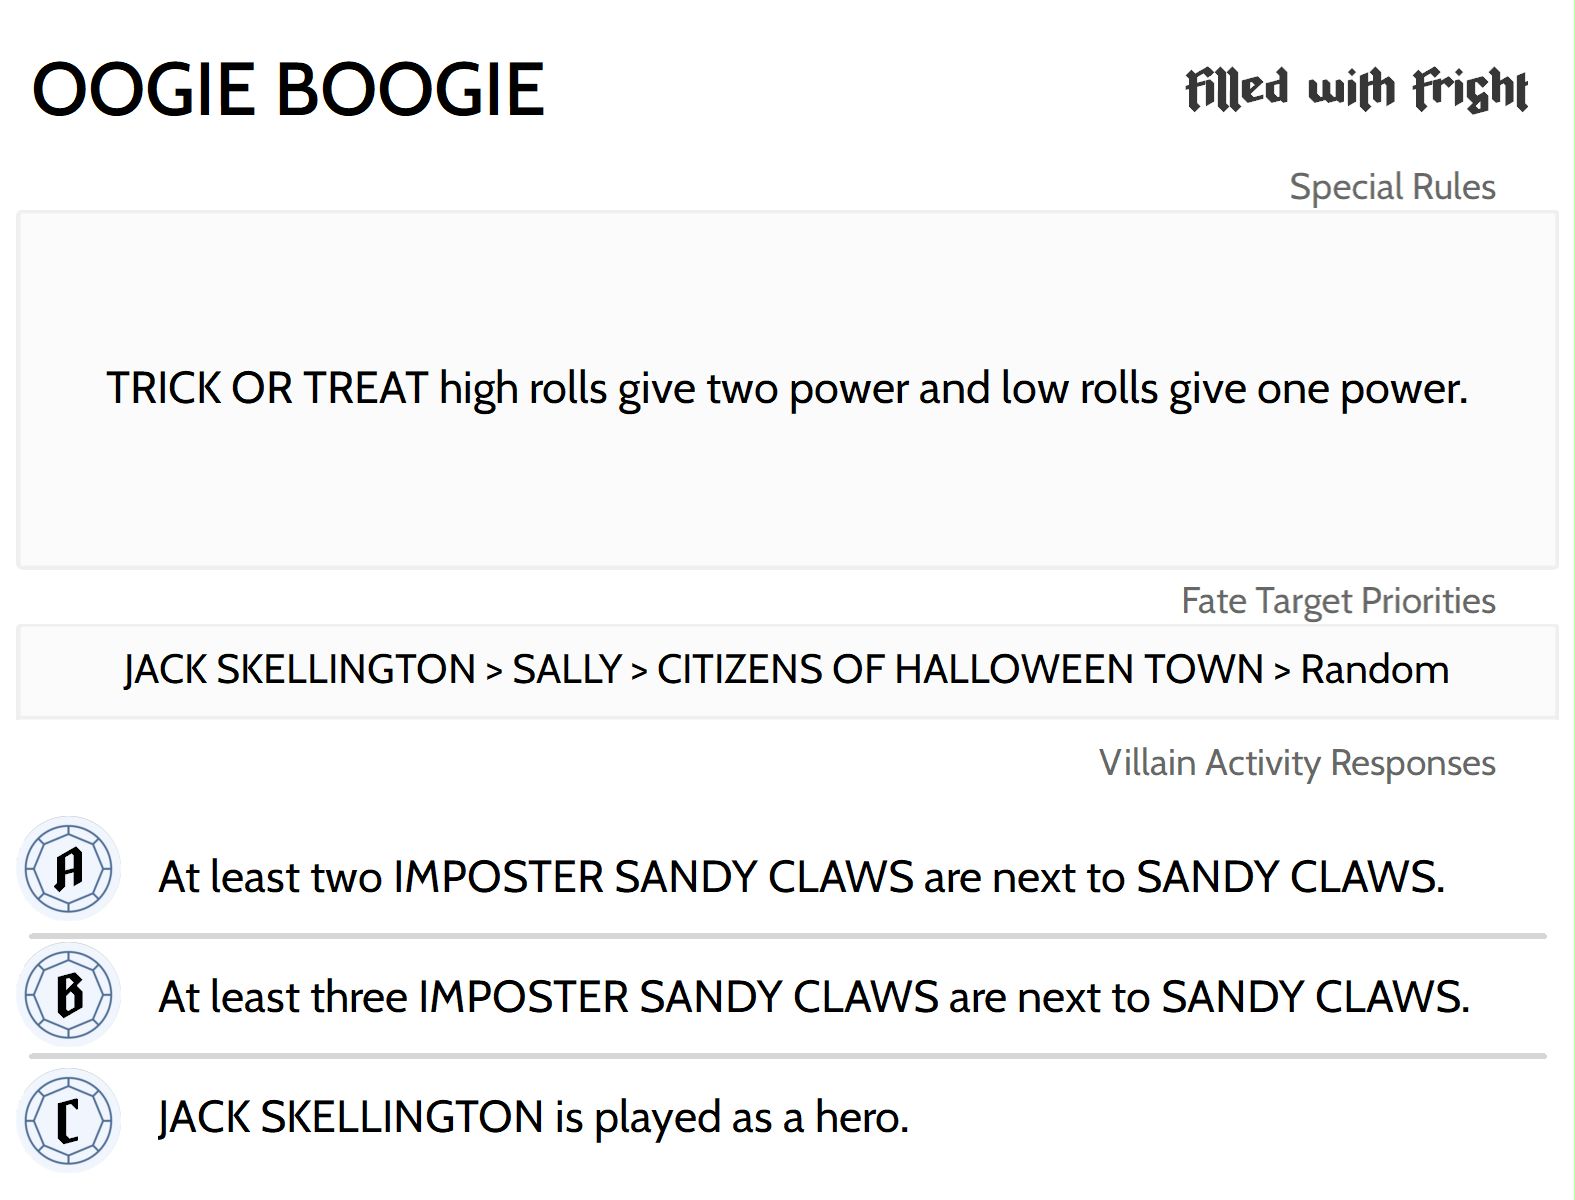 OOGIE BOOGIE
Filled with Fright
Special Rules
TRICK OR TREAT high rolls give two power and low rolls give one power.
Fate Target Priorities
JACK SKELLINGTON > SALLY > CITIZENS OF HALLOWEEN TOWN > Random
Villain Activity Responses
A
At least two IMPOSTER SANDY CLAWS are next to SANDY CLAWS.
B
At least three IMPOSTER SANDY CLAWS are next to SANDY CLAWS.
C
JACK SKELLINGTON is played as a hero.